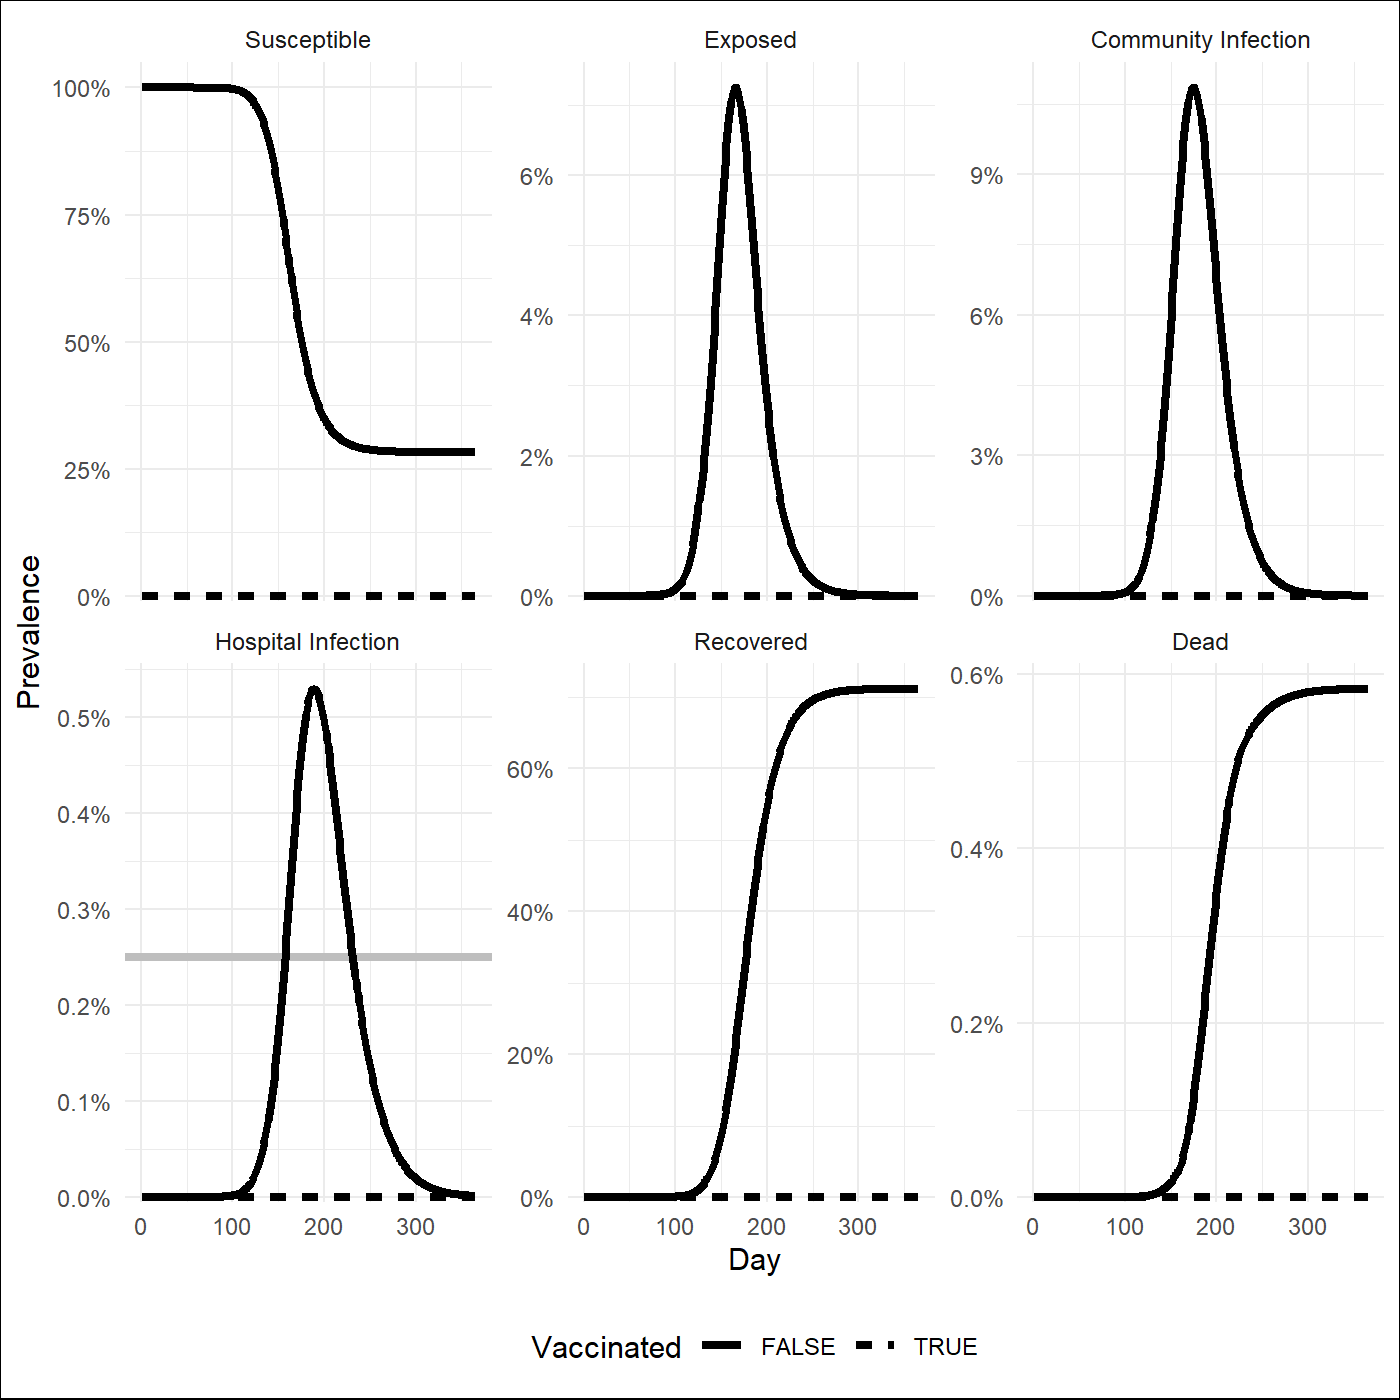 Susceptible
Exposed
Community Infection
100%
75%
50%
25%
0%
6%
4%
2%
0%
9%
6%
3%
0%
Prevalence
Hospital Infection
Recovered
Dead
0.5%
0.4%
0.3%
0.2%
0.1%
0.0%
60%
40%
20%
0%
0.6%
0.4%
0.2%
0.0%
0 100 200 300
0 100 200 300
0 100 200 300
Day
Vaccinated FALSE TRUE